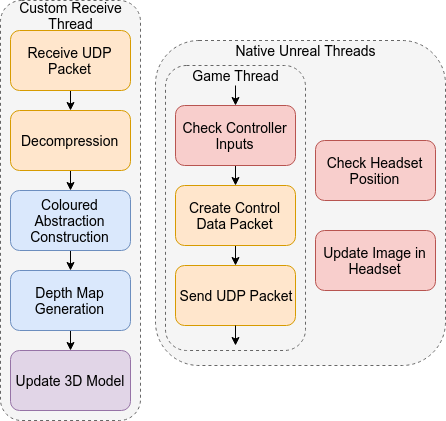 Custom Receive
Thread
Receive UDP
Packet
Decompression
Coloured
Abstraction
Construction
Depth Map
Generation
Update 3D Model
Native Unreal Threads
Game Thread
Check Controller
Inputs
Create Control
Data Packet
Send UDP Packet
Check Headset
Position
Update Image in
Headset